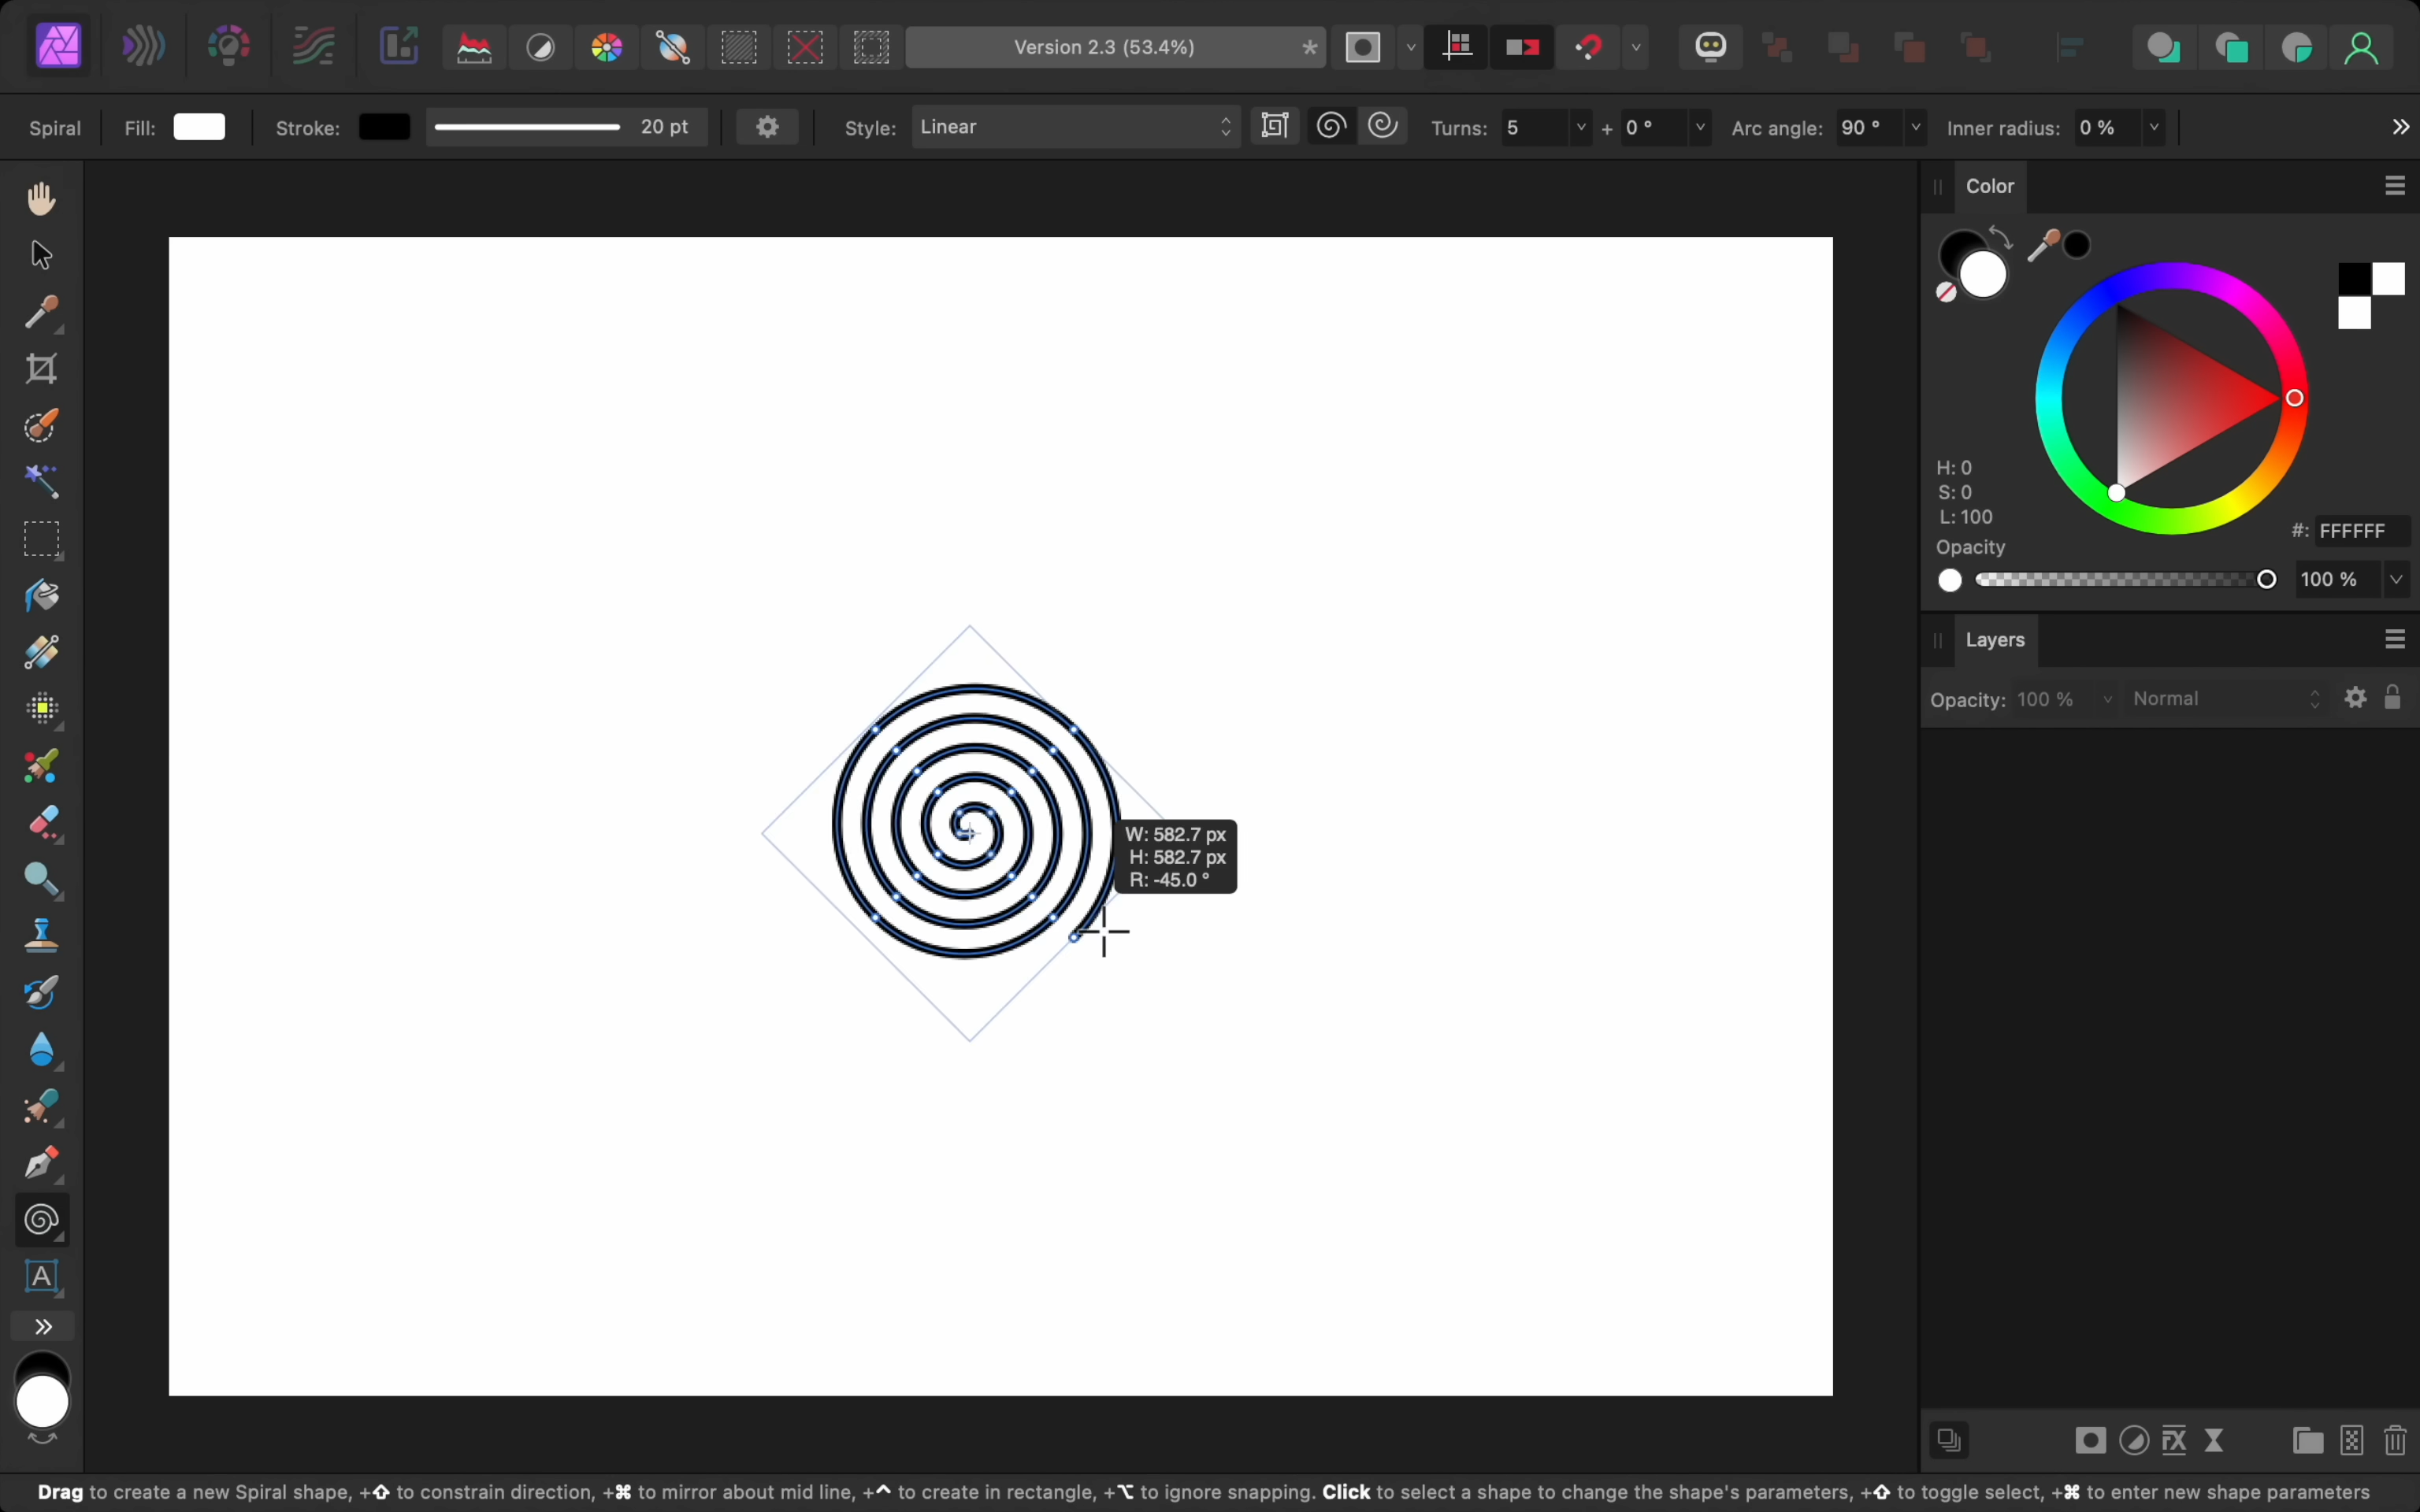 Version 2.3 (53.4%)
*
Spiral Fill: Stroke: 20 pt Style: Linear Turns: 5 + 0 ° Arc angle: 90 ° Inner radius: 0 %
Color
H: 0
S: 0
L: 100
#: FFFFFF
Opacity
100 %
Layers
Opacity: 100 % Normal
W: 582.7 px
H: 582.7 px
R: -45.0 °
A
FX
Drag to create a new Spiral shape, +⇧ to constrain direction, +⌘ to mirror about mid line, +^ to create in rectangle, +⌥ to ignore snapping. Click to select a shape to change the shape's parameters, +⇧ to toggle select, +⌘ to enter new shape parameters